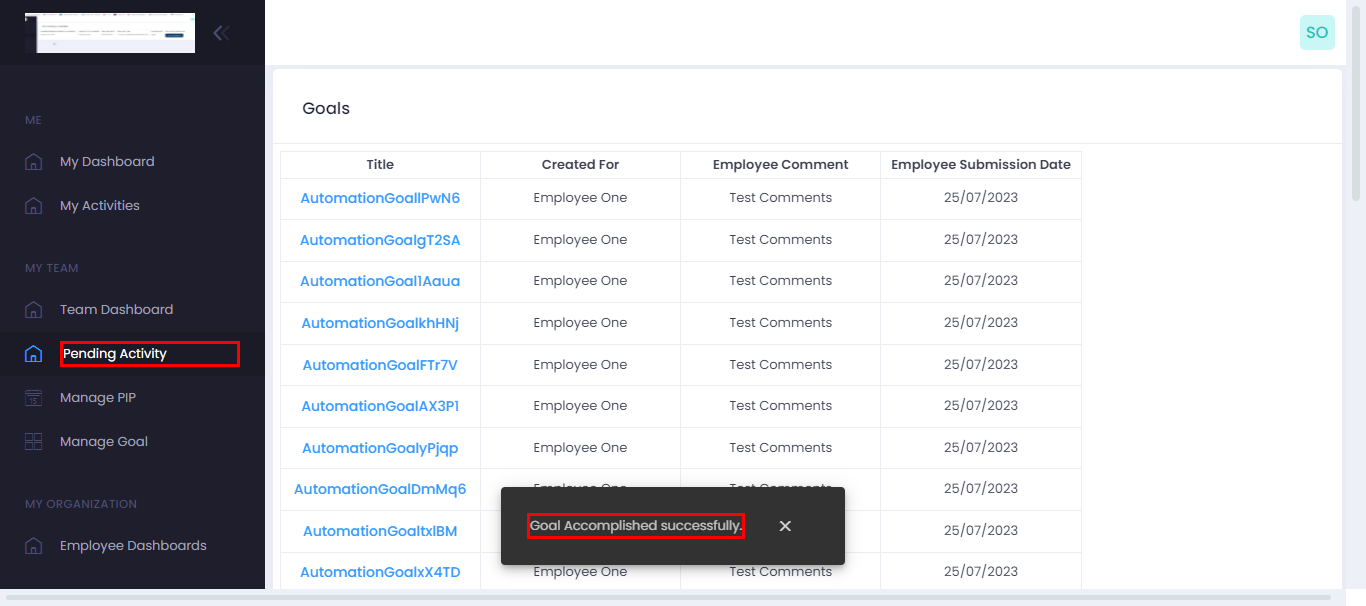 SO
ME
My Dashboard
My Activities
MY TEAM
Team Dashboard
Pending Activity
Manage PIP
Manage Goal
MY ORGANIZATION
Employee Dashboards
Goals
Title Created For Employee Comment Employee Submission Date
AutomationGoallPwN6 Employee One Test Comments 25/07/2023
AutomationGoalgT2SA Employee One Test Comments 25/07/2023
AutomationGoal1Aaua Employee One Test Comments 25/07/2023
AutomationGoalkhHNj Employee One Test Comments 25/07/2023
AutomationGoalFTr7V Employee One Test Comments 25/07/2023
AutomationGoalAX3P1 Employee One Test Comments 25/07/2023
AutomationGoalyPjqp Employee One Test Comments 25/07/2023
AutomationGoalDmMq6 Employee One Test Comments 25/07/2023
AutomationGoaltxlBM 25/07/2023
AutomationGoalxX4TD Employee One Test Comments 25/07/2023
Goal Accomplished successfully.